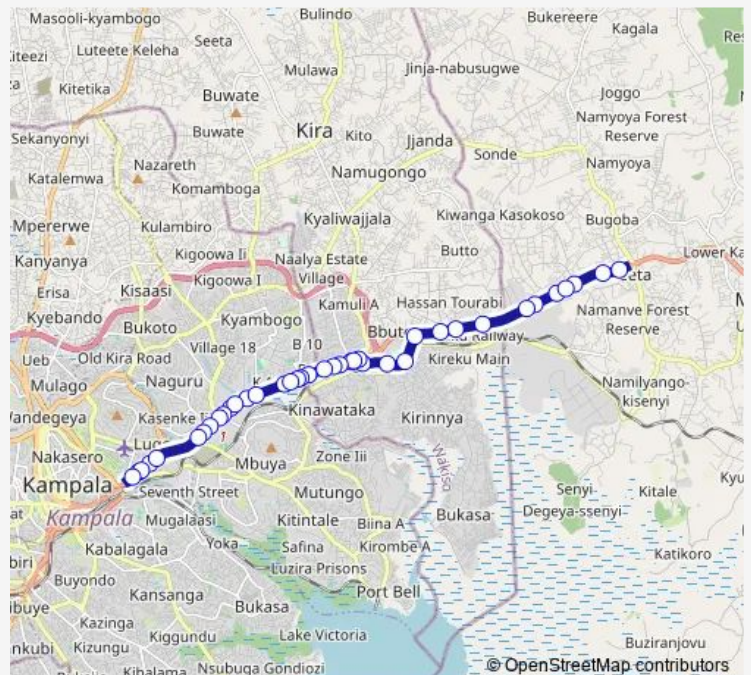 Masooli-kyambogo
Bulindo
Bukereere
Kagala
Seeta
Luteete Keleha
Mulawa
Jinja-nabusugwe
Kitetika
Buwate
Joggo
Namyoya Forest
Reserve
Sekanyonyi
Buwate
Kira
Kito
Jjanda
Sonde
Nazareth
Namugongo
Namyoya
Katalemwa
Komamboga
Mpererwe
Kulambiro
Kyaliwajjala
Kiwanga Kasokoso
Bugoba
Kanyanya
Kigoowa Ii
Naalya Estate
Village
Butto
Erisa
Kisaasi
Kigoowa I
Kamuli A
Hassan Tourabi
Namanve Forest
Reserve
Kyebando
Bukoto
Kyambogo
Ueb
Old Kira Road
Village 18
B 10
Railway
Kireku Main
Mulago
Naguru
Namilyango-
kisenyi
Kinawataka
Kirinnya
Nakasero
Mbuya
Zone Iii
Wakiso
Kampala
Seventh Street
Mutungo
Senyi
Degeya-ssenyi
Kitale
Kampala
Mugalaasi
Kitintale
Biina A
Bukasa
Kabalagala
Yoka
Safina
Kirombe A
Katikoro
Buyondo
Luzira Prisons
Kansanga
Port Bell
Bukasa
Kazinga
Kizungu
Kiggundu
Lake Victoria
Buziranjovu
Nsubuga Gondiozi
© OpenStreetMap contributors